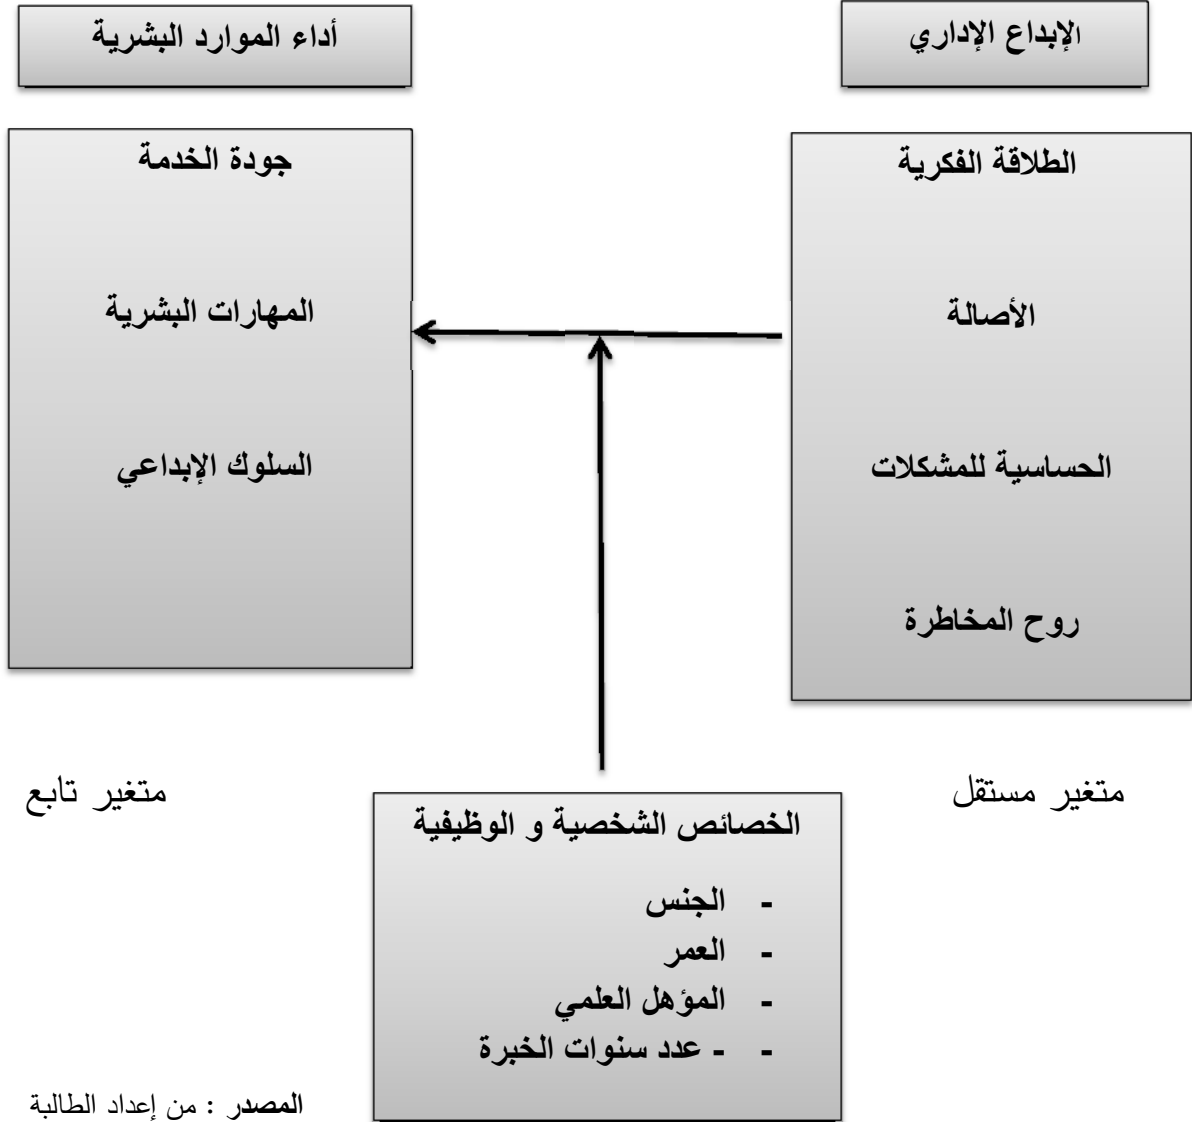 الإبداع الإداري
أداء الموارد البشرية
الطلاقة الفكرية
الأصالة
الحساسية للمشكلات
روح المخاطرة
جودة الخدمة
المهارات البشرية
السلوك الإبداعي
متغير مستقل
متغير تابع
الخصائص الشخصية و الوظيفية
- الجنس
- العمر
- المؤهل العلمي
- - عدد سنوات الخبرة
المصدر : من إعداد الطالبة